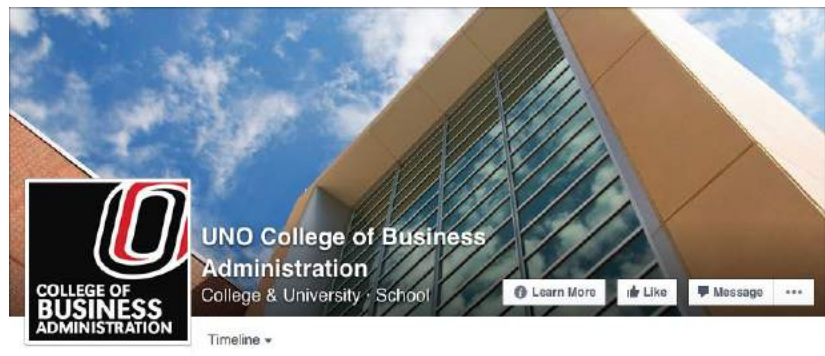 UNO College of Business
Administration
College & University · School
Learn More
Like
Message
COLLEGE OF
BUSINESS
ADMINISTRATION
Timeline